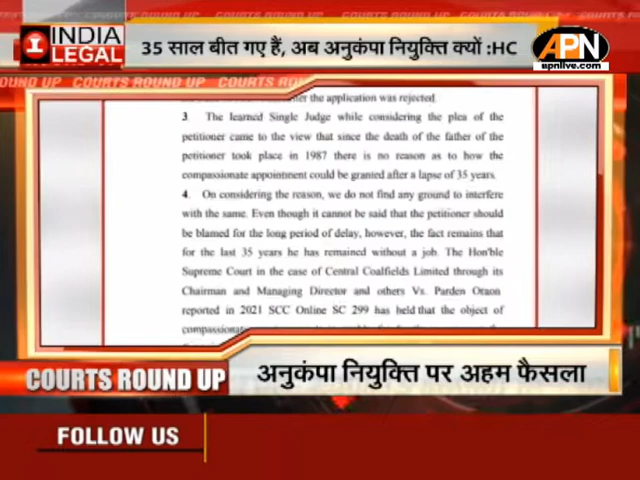 INDIA
LEGAL
35 साल बीत गए हैं, अब अनुकंपा नियुक्ति क्यों :HC
APN
apnlive.com
ROUND UP COURTS ROUND UP COURTS
the application was rejected.
3. The learned Single Judge while considering the plea of the
petitioner came to the view that since the death of the father of the
petitioner took place in 1987 there is no reason as to how the
compassionate appointment could be granted after a lapse of 35 years.
4. On considering the reason, we do not find any ground to interfere
with the same. Even though it cannot be said that the petitioner should
be blamed for the long period of delay, however, the fact remains that
for the last 35 years he has remained without a job. The Hon'ble
Supreme Court in the case of Central Coalfields Limited through its
Chairman and Managing Director and others Vs. Parden Oraon
reported in 2021 SCC Online SC 299 has held that the object of
compassionate
COURTS ROUND UP
अनुकंपा नियुक्ति पर अहम फैसला
FOLLOW US